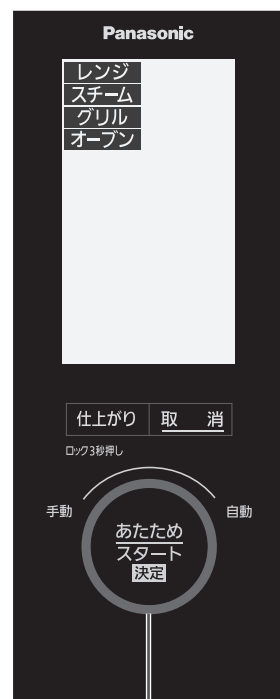 Panasonic
レンジ
スチーム
グリル
オーブン
仕上がり 取 消
ロック3秒押し
手動 自動
あたため
スタート
決定